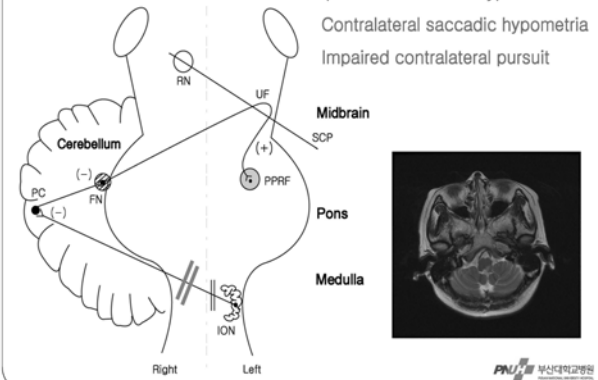 Contralateral saccadic hypometria
Impaired contralateral pursuit
RN
UF
Midbrain
SCP
Cerebellum
(+)
(-)
PPRF
PC
FN
(-)
Pons
Medulla
ION
Right
Left
PNUH 부산대학교병원